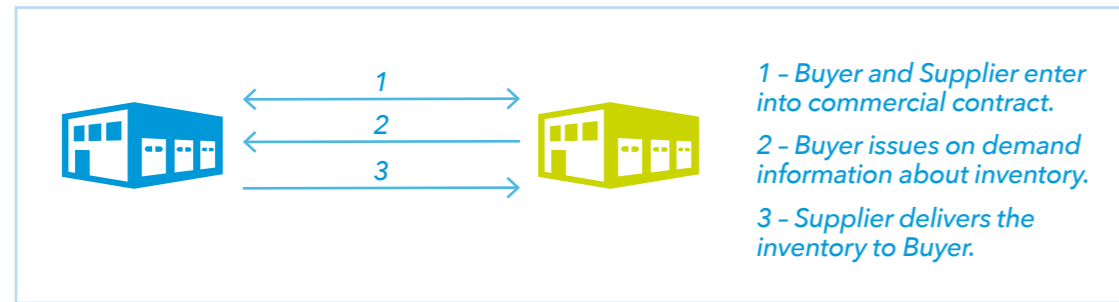 1
2
3
1 – Buyer and Supplier enter
into commercial contract.
2 – Buyer issues on demand
information about inventory.
3 – Supplier delivers the
inventory to Buyer.